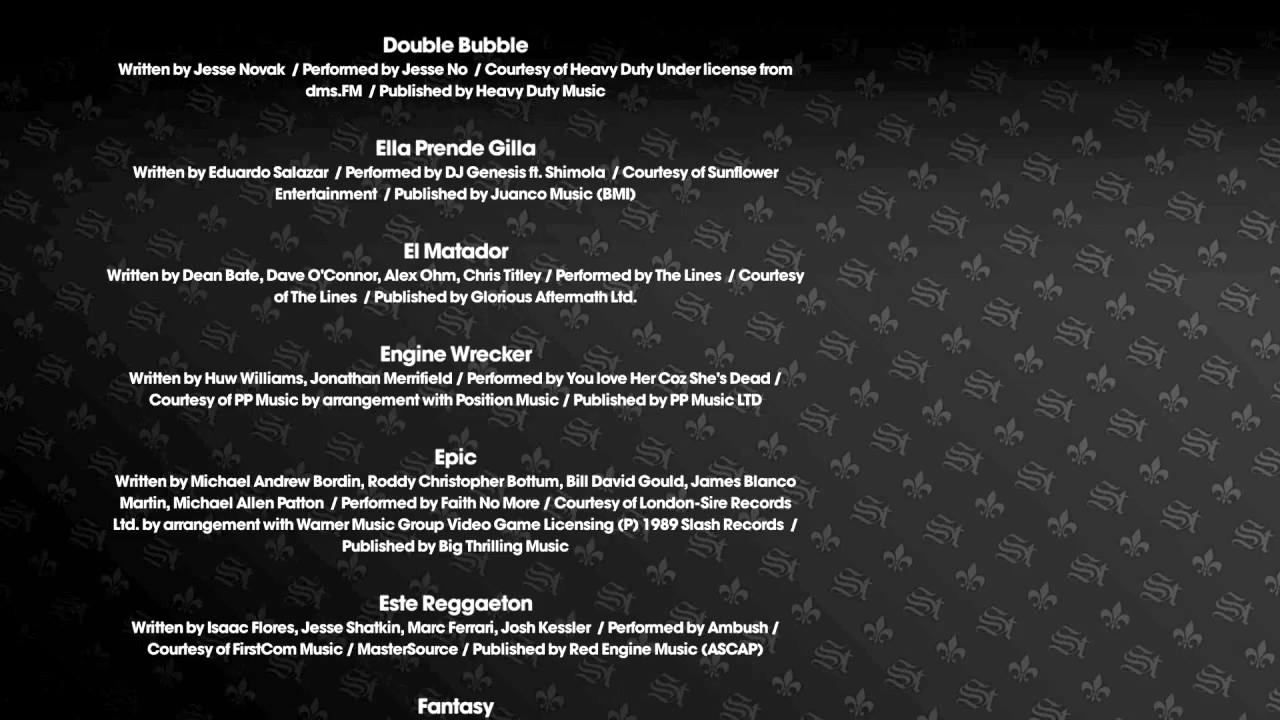 Double Bubble
Written by Jesse Novak / Performed by Jesse No / Courtesy of Heavy Duty Under license from
dms.FM / Published by Heavy Duty Music
Ella Prende Gilla
Written by Eduardo Salazar / Performed by DJ Genesis ft. Shimola / Courtesy of Sunflower
Entertainment / Published by Juanco Music (BMI)
El Matador
Written by Dean Bate, Dave O'Connor, Alex Ohm, Chris Titley / Performed by The Lines / Courtesy
of The Lines / Published by Glorious Aftermath Ltd.
Engine Wrecker
Written by Huw Williams, Jonathan Merrifield / Performed by You love Her Coz She's Dead /
Courtesy of PP Music by arrangement with Position Music / Published by PP Music LTD
Epic
Written by Michael Andrew Bordin, Roddy Christopher Bottum, Bill David Gould, James Blanco
Martin, Michael Allen Patton / Performed by Faith No More / Courtesy of London-Sire Records
Ltd. by arrangement with Warner Music Group Video Game Licensing (P) 1989 Slash Records /
Published by Big Thrilling Music
Este Reggaeton
Written by Isaac Flores, Jesse Shatkin, Marc Ferrari, Josh Kessler / Performed by Ambush /
Courtesy of FirstCom Music / MasterSource / Published by Red Engine Music (ASCAP)
Fantasy